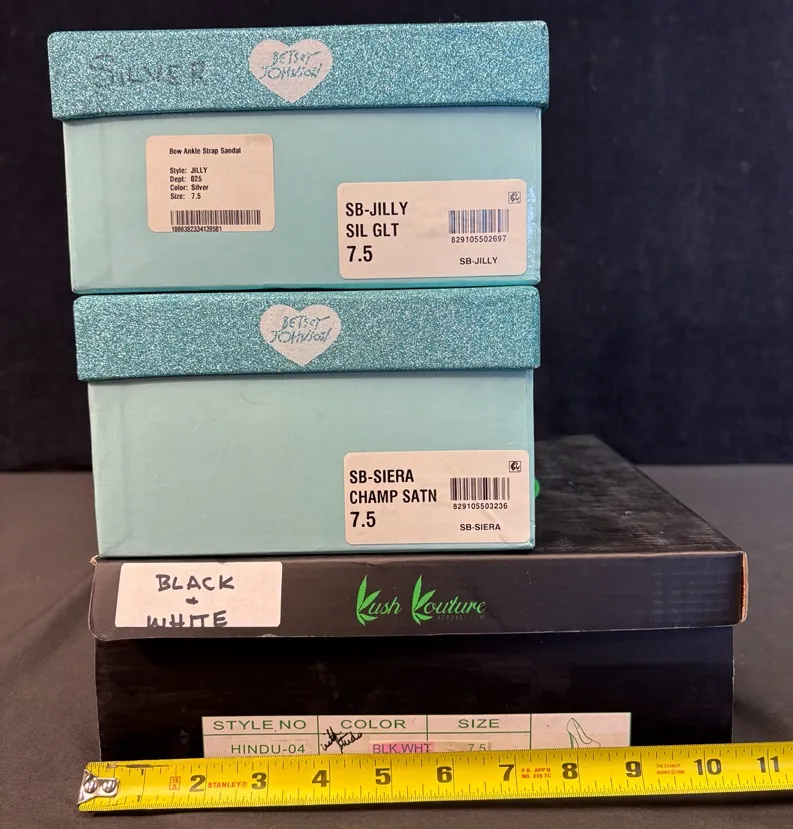 SILVER
BETSEY
JOHNSON
Bow Ankle Strap Sandal
Style: JILLY
Dept: 025
Color: Silver
Size: 7.5
1000382334139581
SB-JILLY
SIL GLT
7.5
829105502697
SB-JILLY
BETSEY
JOHNSON
SB-SIERA
CHAMP SATN
7.5
829105503236
SB-SIERA
BLACK
+
WHITE
Kush Kouture
APPAREL.COM
STYLE.NO COLOR SIZE
HINDU-04 BLK.WHT 7.5
2 STANLEY® 3 4 5 6 7 8 9 10 11